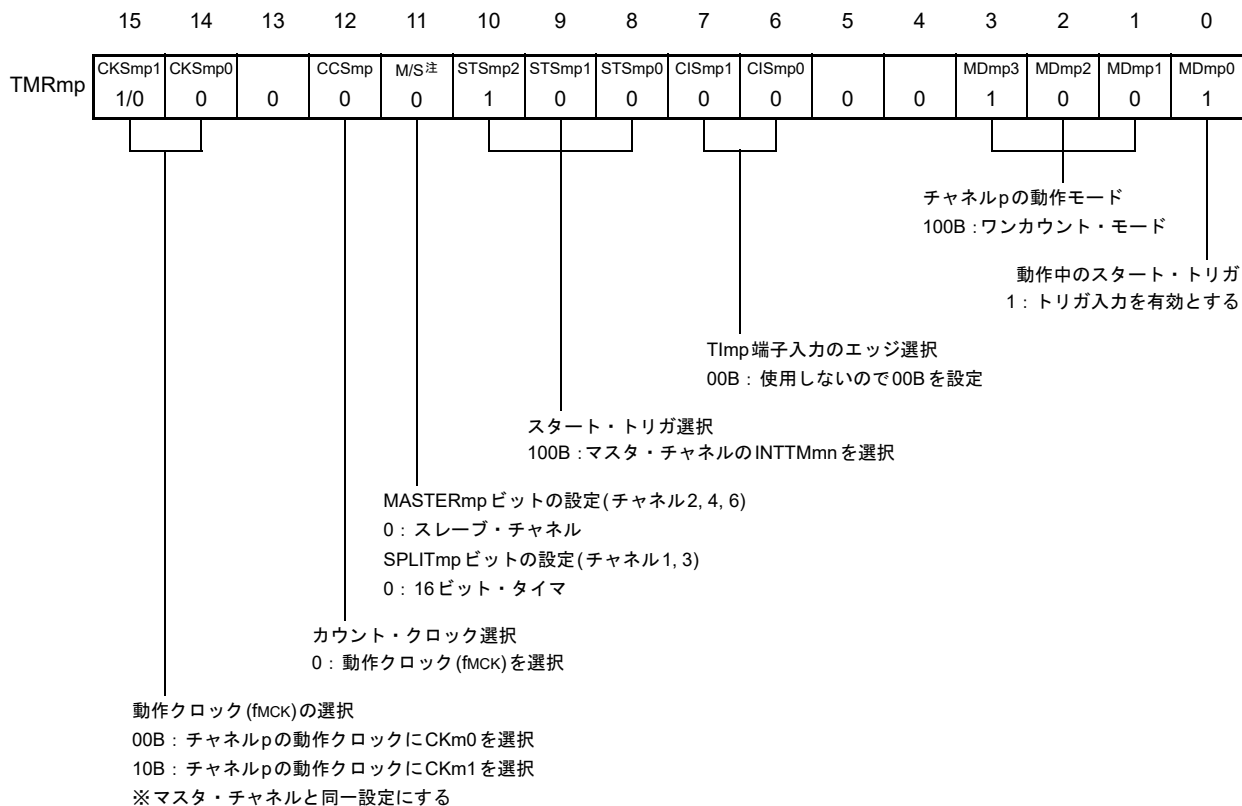 15 14 13 12 11 10 9 8 7 6 5 4 3 2 1 0
TMRmp
CKSmp1 CKSmp0 CCSmp M/S注 STSmp2 STSmp1 STSmp0 CISmp1 CISmp0 MDmp3 MDmp2 MDmp1 MDmp0
1/0 0 0 0 0 1 0 0 0 0 0 0 1 0 0 1
チャネルpの動作モード
100B：ワンカウント・モード
動作中のスタート・トリガ
1：トリガ入力を有効とする
TImp端子入力のエッジ選択
00B：使用しないので00Bを設定
スタート・トリガ選択
100B：マスタ・チャネルのINTTMmnを選択
MASTERmpビットの設定(チャネル2, 4, 6)
0：スレーブ・チャネル
SPLITmpビットの設定(チャネル1, 3)
0：16ビット・タイマ
カウント・クロック選択
0：動作クロック(fMCK)を選択
動作クロック(fMCK)の選択
00B：チャネルpの動作クロックにCKm0を選択
10B：チャネルpの動作クロックにCKm1を選択
※マスタ・チャネルと同一設定にする